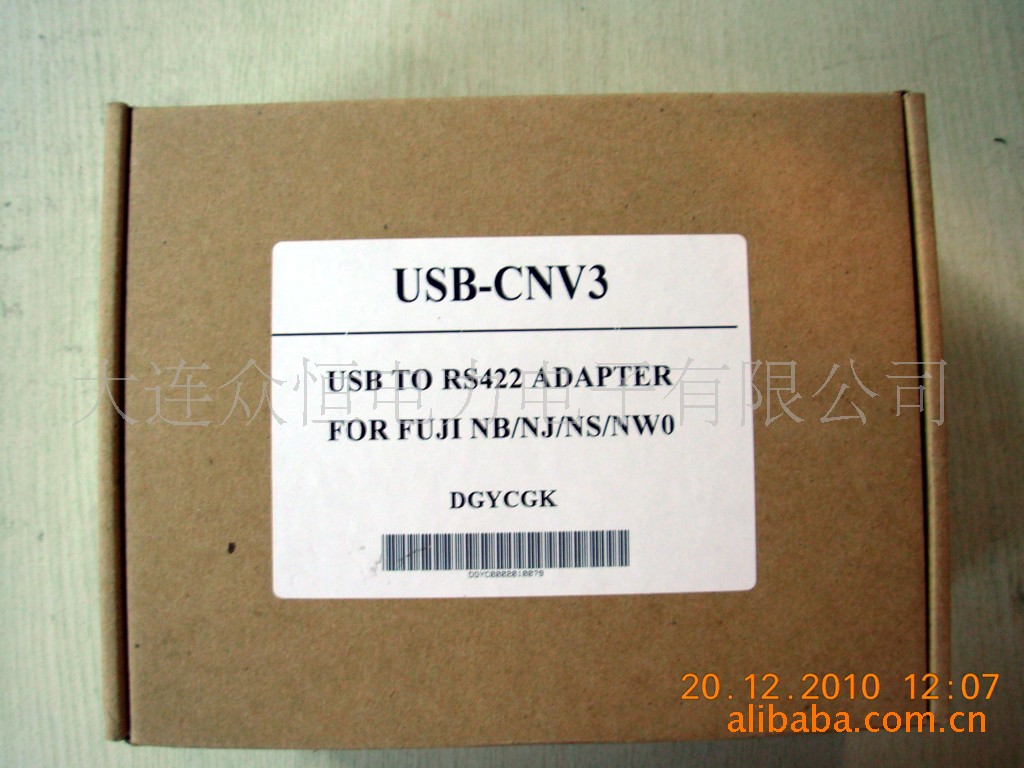 USB-CNV3
USB TO RS422 ADAPTER
大连众恒电力电子有限公司
FOR FUJI NB/NJ/NS/NW0
DGYCGK
DGYC0002010079
20.12.2010 12:07
alibaba.com.cn